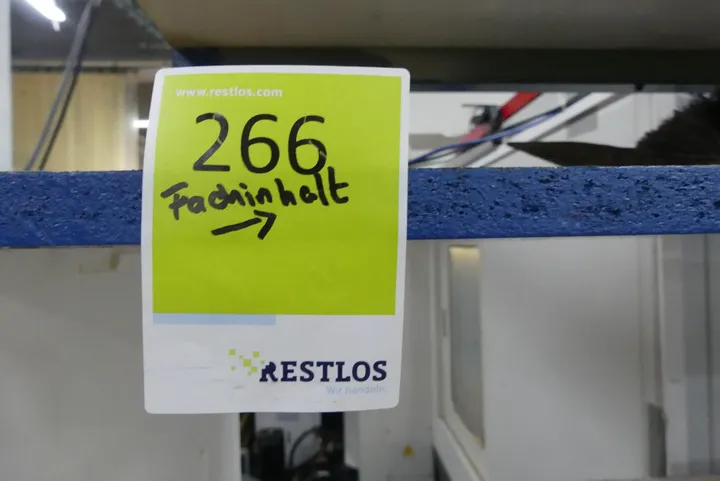 www.restlos.com
266
Fachinhalt
→
RESTLOS
Wir handeln.